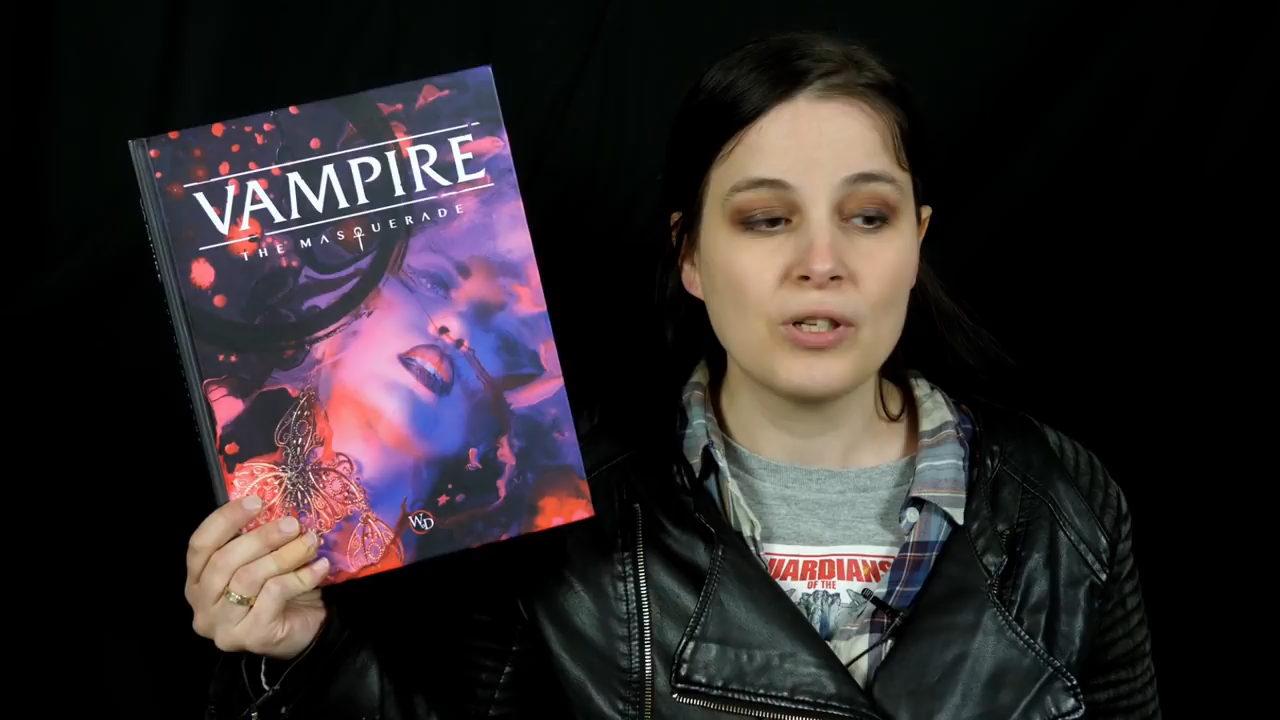 VAMPIRE
THE MASQUERADE
WD
UARDIANS
OF THE